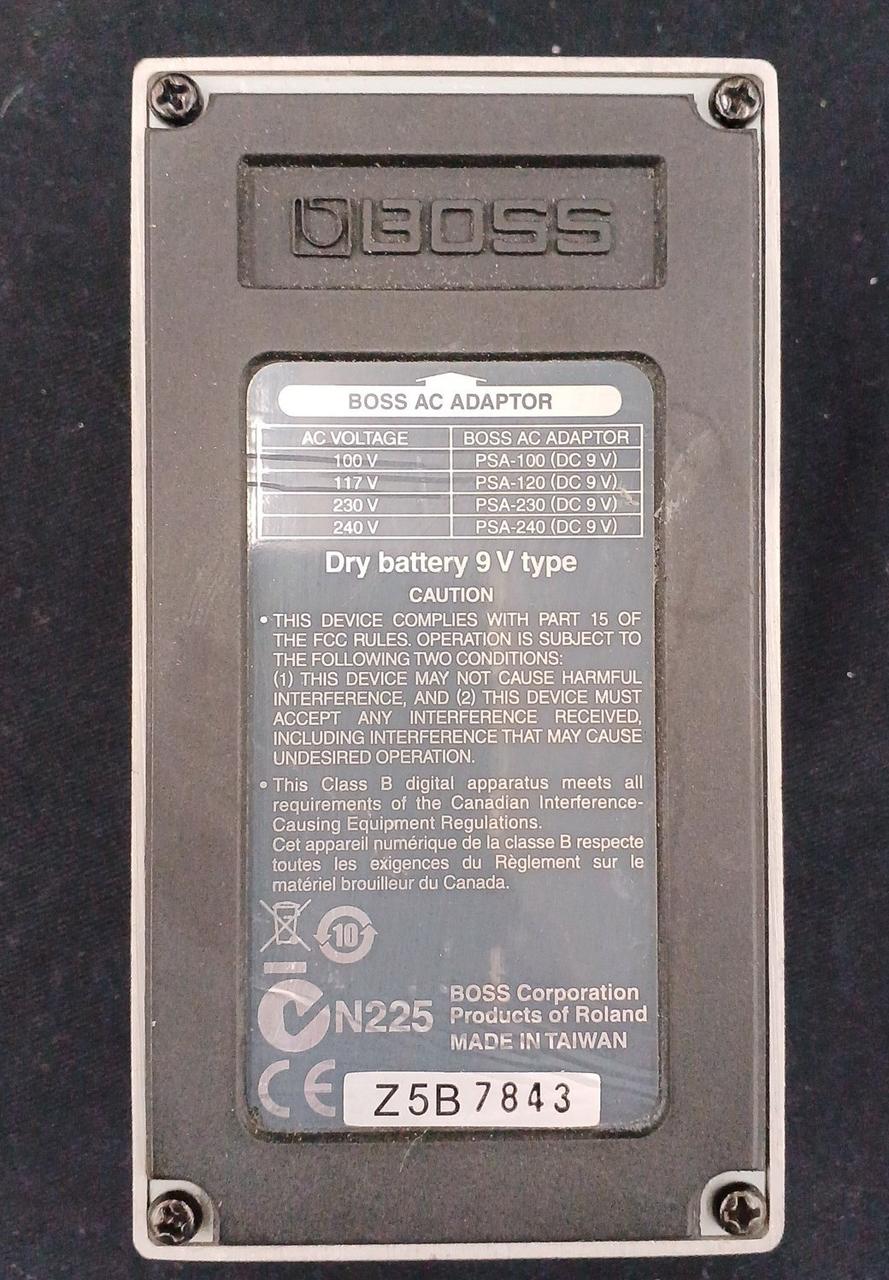 BOSS
BOSS AC ADAPTOR
AC VOLTAGE BOSS AC ADAPTOR
100 V PSA-100 (DC 9 V)
117 V PSA-120 (DC 9 V)
230 V PSA-230 (DC 9 V)
240 V PSA-240 (DC 9 V)
Dry battery 9 V type
CAUTION
• THIS DEVICE COMPLIES WITH PART 15 OF
THE FCC RULES. OPERATION IS SUBJECT TO
THE FOLLOWING TWO CONDITIONS:
(1) THIS DEVICE MAY NOT CAUSE HARMFUL
INTERFERENCE, AND (2) THIS DEVICE MUST
ACCEPT ANY INTERFERENCE RECEIVED,
INCLUDING INTERFERENCE THAT MAY CAUSE
UNDESIRED OPERATION.
• This Class B digital apparatus meets all
requirements of the Canadian Interference-
Causing Equipment Regulations.
Cet appareil numérique de la classe B respecte
toutes les exigences du Règlement sur le
matériel brouilleur du Canada.
10
N225
BOSS Corporation
Products of Roland
MADE IN TAIWAN
CE
Z5B7843